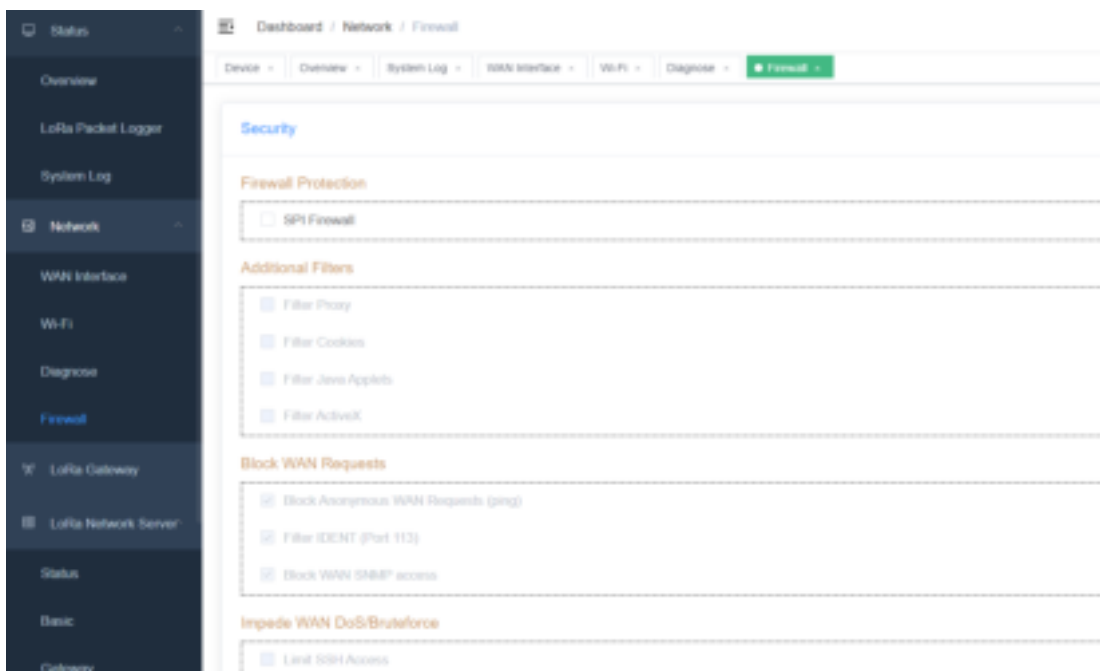 Status
Overview
LoRa Packet Logger
System Log
Network
WAN Interface
Wi-Fi
Diagnose
Firewall
LoRa Gateway
LoRa Network Server
Status
Basic
Gateway
Dashboard / Network / Firewall
Device × Overview × System Log × WAN Interface × Wi-Fi × Diagnose × Firewall ×
Security
Firewall Protection
SPI Firewall
Additional Filters
Filter Proxy
Filter Cookies
Filter Java Applets
Filter ActiveX
Block WAN Requests
Block Anonymous WAN Requests (ping)
Filter IDENT (Port 113)
Block WAN SNMP access
Impede WAN DoS/Bruteforce
Limit SSH Access